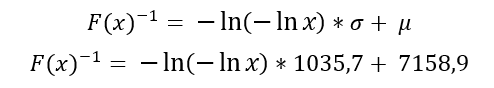 F(x)⁻¹ = −ln(−ln x) * σ + μ
F(x)⁻¹ = −ln(−ln x) * 1035,7 + 7158,9